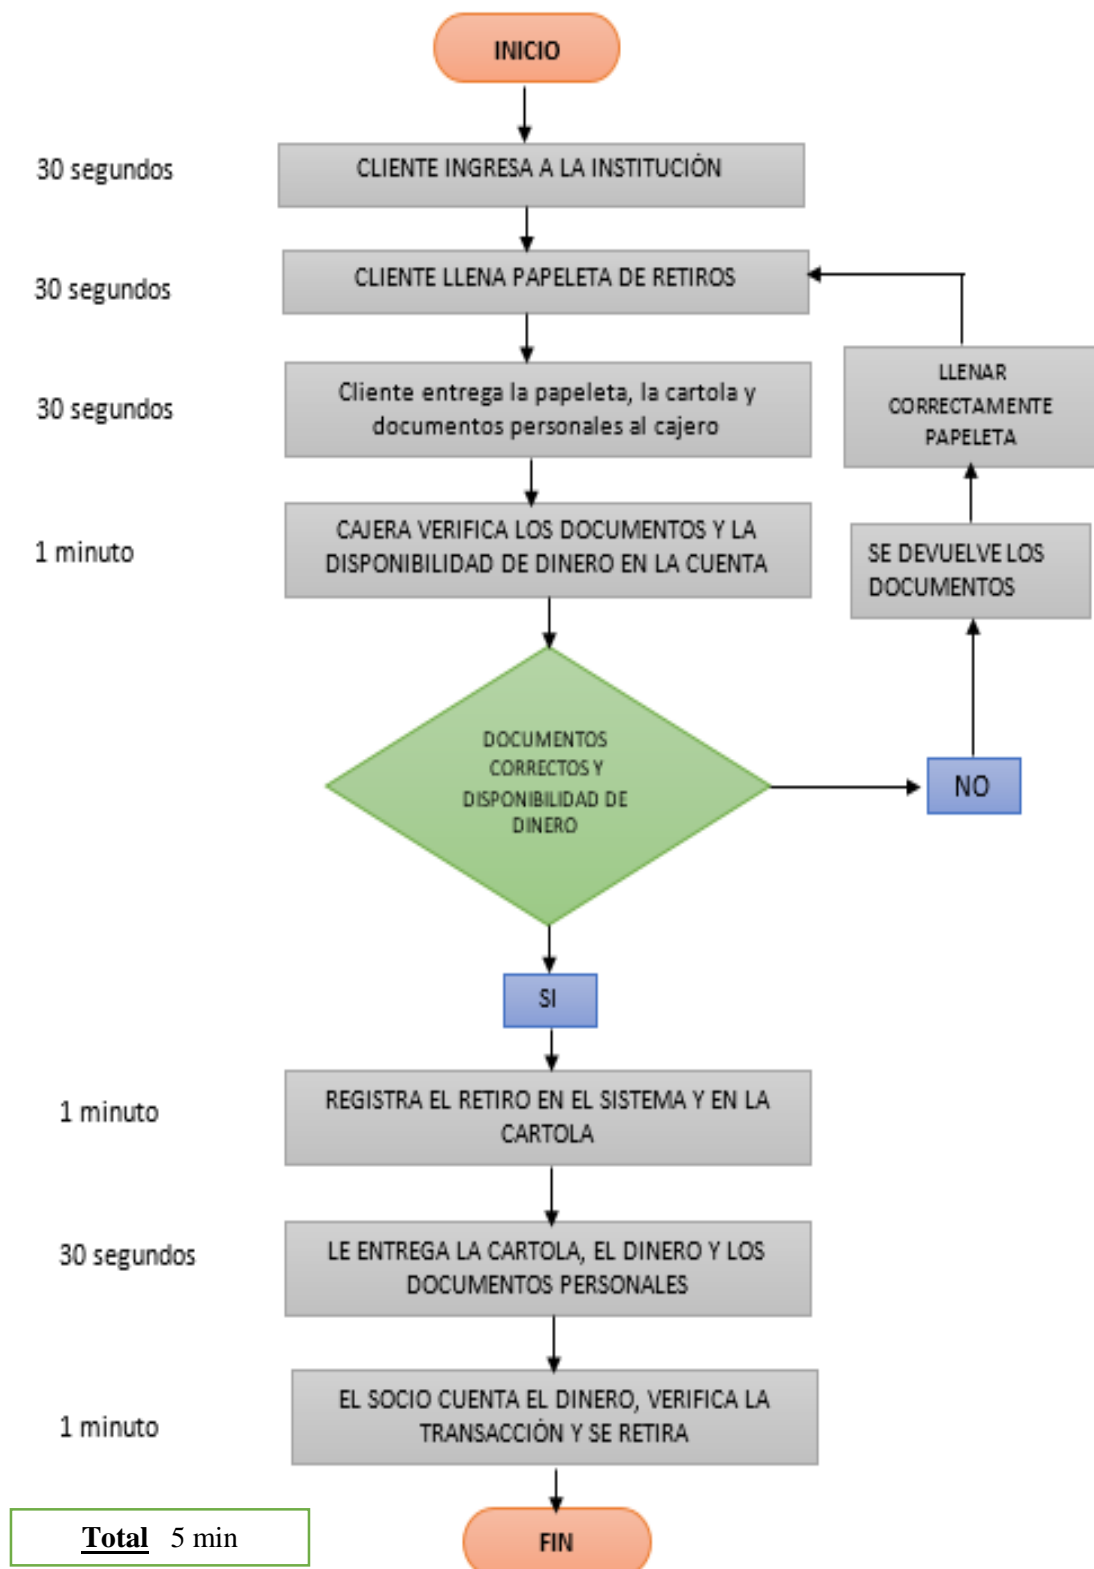 INICIO
30 segundos
CLIENTE INGRESA A LA INSTITUCIÓN
30 segundos
CLIENTE LLENA PAPELETA DE RETIROS
30 segundos
Cliente entrega la papeleta, la cartola y
documentos personales al cajero
LLENAR
CORRECTAMENTE
PAPELETA
1 minuto
CAJERA VERIFICA LOS DOCUMENTOS Y LA
DISPONIBILIDAD DE DINERO EN LA CUENTA
SE DEVUELVE LOS
DOCUMENTOS
DOCUMENTOS
CORRECTOS Y
DISPONIBILIDAD DE
DINERO
NO
SI
1 minuto
REGISTRA EL RETIRO EN EL SISTEMA Y EN LA
CARTOLA
30 segundos
LE ENTREGA LA CARTOLA, EL DINERO Y LOS
DOCUMENTOS PERSONALES
1 minuto
EL SOCIO CUENTA EL DINERO, VERIFICA LA
TRANSACCIÓN Y SE RETIRA
Total 5 min
FIN